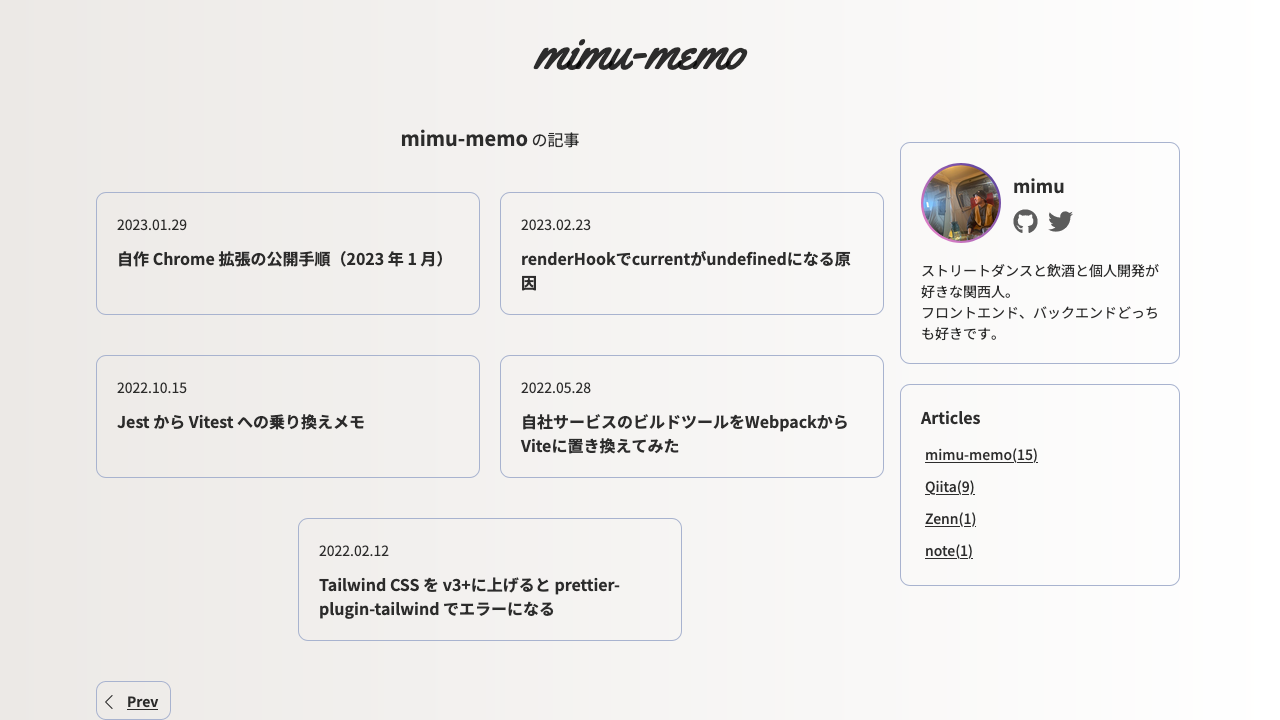 mimu-memo
mimu-memo の記事
2023.01.29
自作 Chrome 拡張の公開手順（2023 年 1 月）
2023.02.23
renderHookでcurrentがundefinedになる原
因
2022.10.15
Jest から Vitest への乗り換えメモ
2022.05.28
自社サービスのビルドツールをWebpackから
Viteに置き換えてみた
2022.02.12
Tailwind CSS を v3+に上げると prettier-
plugin-tailwind でエラーになる
Prev
mimu
ストリートダンスと飲酒と個人開発が
好きな関西人。
フロントエンド、バックエンドどっち
も好きです。
Articles
mimu-memo(15)
Qiita(9)
Zenn(1)
note(1)